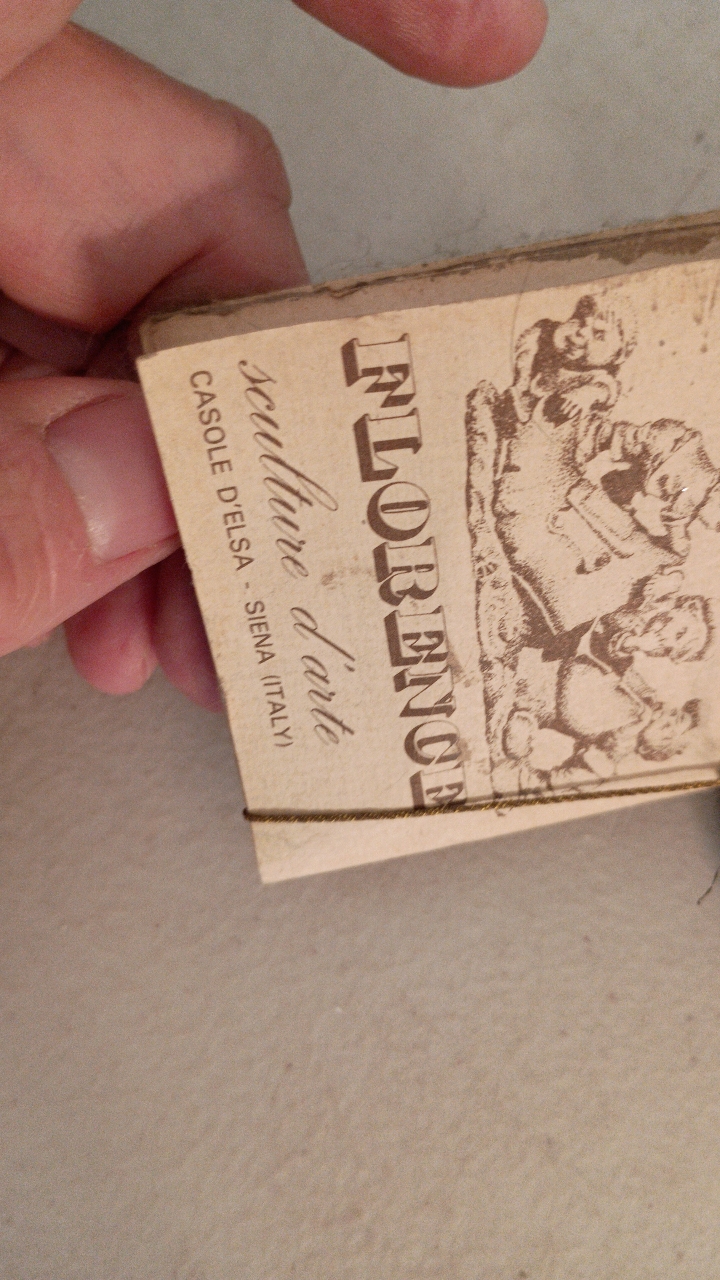 FLORENCE
sculture d'arte
CASOLE D'ELSA - SIENA (ITALY)